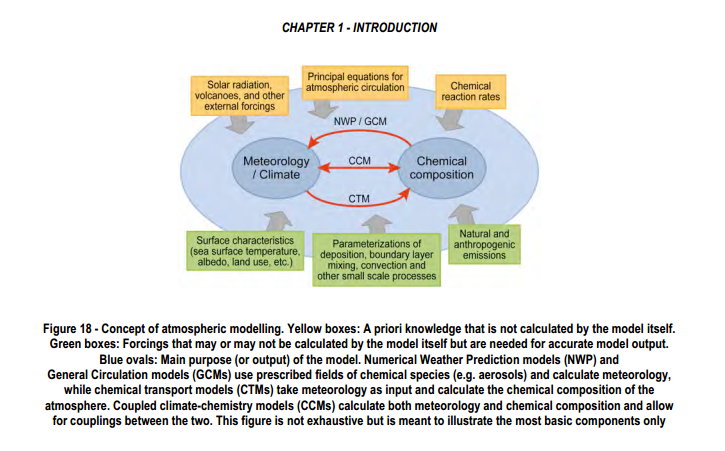 CHAPTER 1 - INTRODUCTION
Solar radiation,
volcanoes, and other
external forcings
Principal equations for
atmospheric circulation
Chemical
reaction rates
NWP / GCM
Meteorology
/ Climate
CCM
Chemical
composition
CTM
Surface characteristics
(sea surface temperature,
albedo, land use, etc.)
Parameterizations of
deposition, boundary layer
mixing, convection and
other small scale processes
Natural and
anthropogenic
emissions
Figure 18 - Concept of atmospheric modelling. Yellow boxes: A priori knowledge that is not calculated by the model itself.
Green boxes: Forcings that may or may not be calculated by the model itself but are needed for accurate model output.
Blue ovals: Main purpose (or output) of the model. Numerical Weather Prediction models (NWP) and
General Circulation models (GCMs) use prescribed fields of chemical species (e.g. aerosols) and calculate meteorology,
while chemical transport models (CTMs) take meteorology as input and calculate the chemical composition of the
atmosphere. Coupled climate-chemistry models (CCMs) calculate both meteorology and chemical composition and allow
for couplings between the two. This figure is not exhaustive but is meant to illustrate the most basic components only